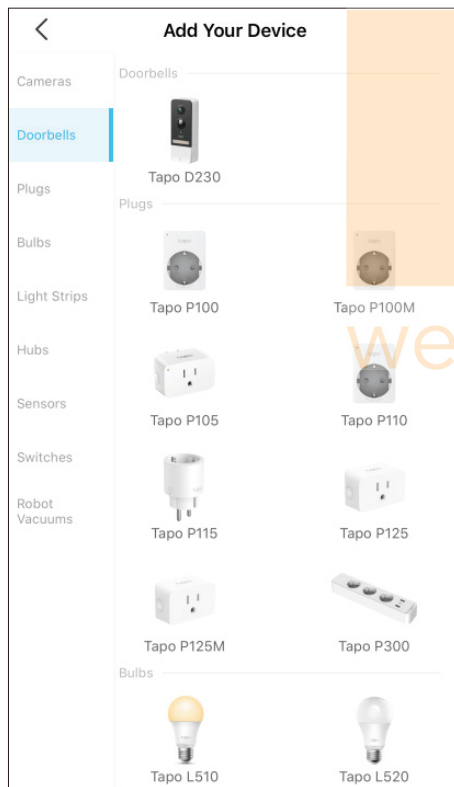 Add Your Device
Cameras
Doorbells
Plugs
Bulbs
Light Strips
Hubs
Sensors
Switches
Robot
Vacuums
Doorbells
Tapo D230
Plugs
Tapo P100
Tapo P100M
Tapo P105
Tapo P110
Tapo P115
Tapo P125
Tapo P125M
Tapo P300
Bulbs
Tapo L510
Tapo L520
we